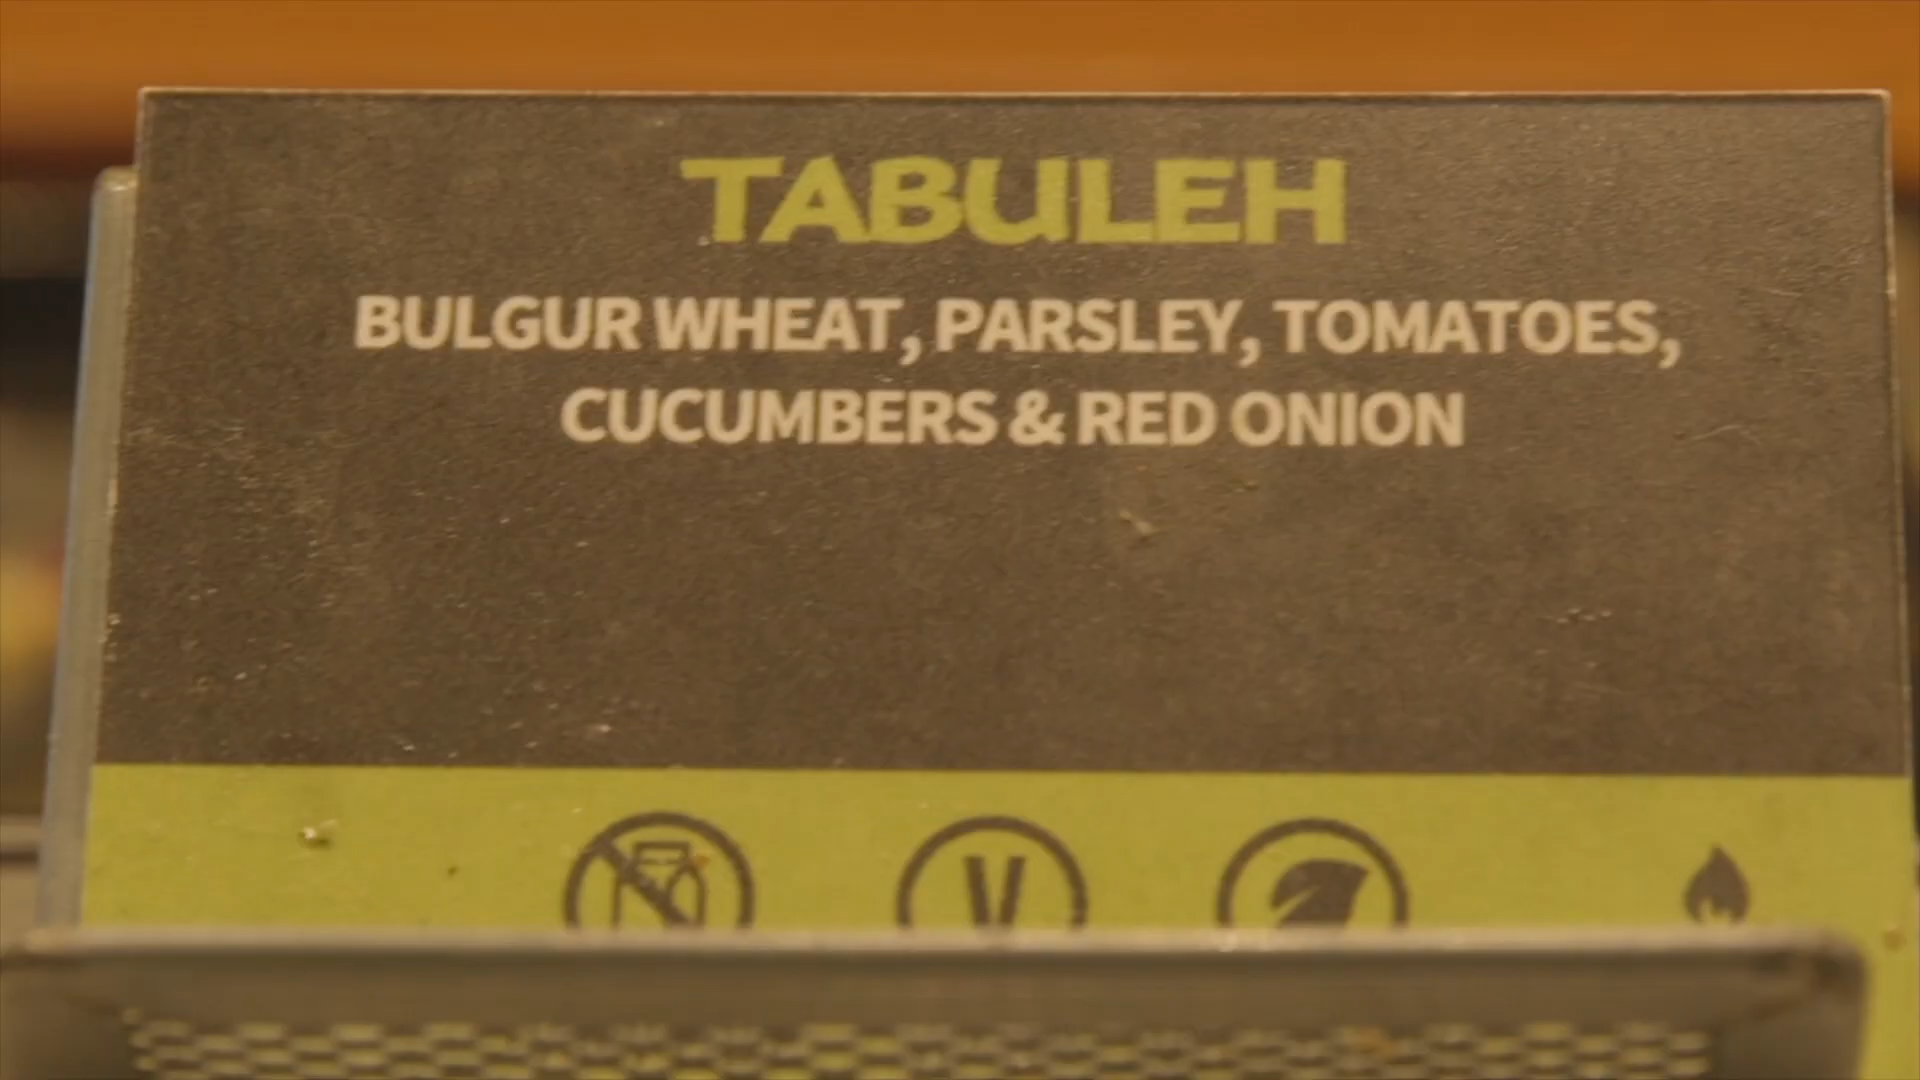 TABULEH
BULGUR WHEAT, PARSLEY, TOMATOES,
CUCUMBERS & RED ONION
V